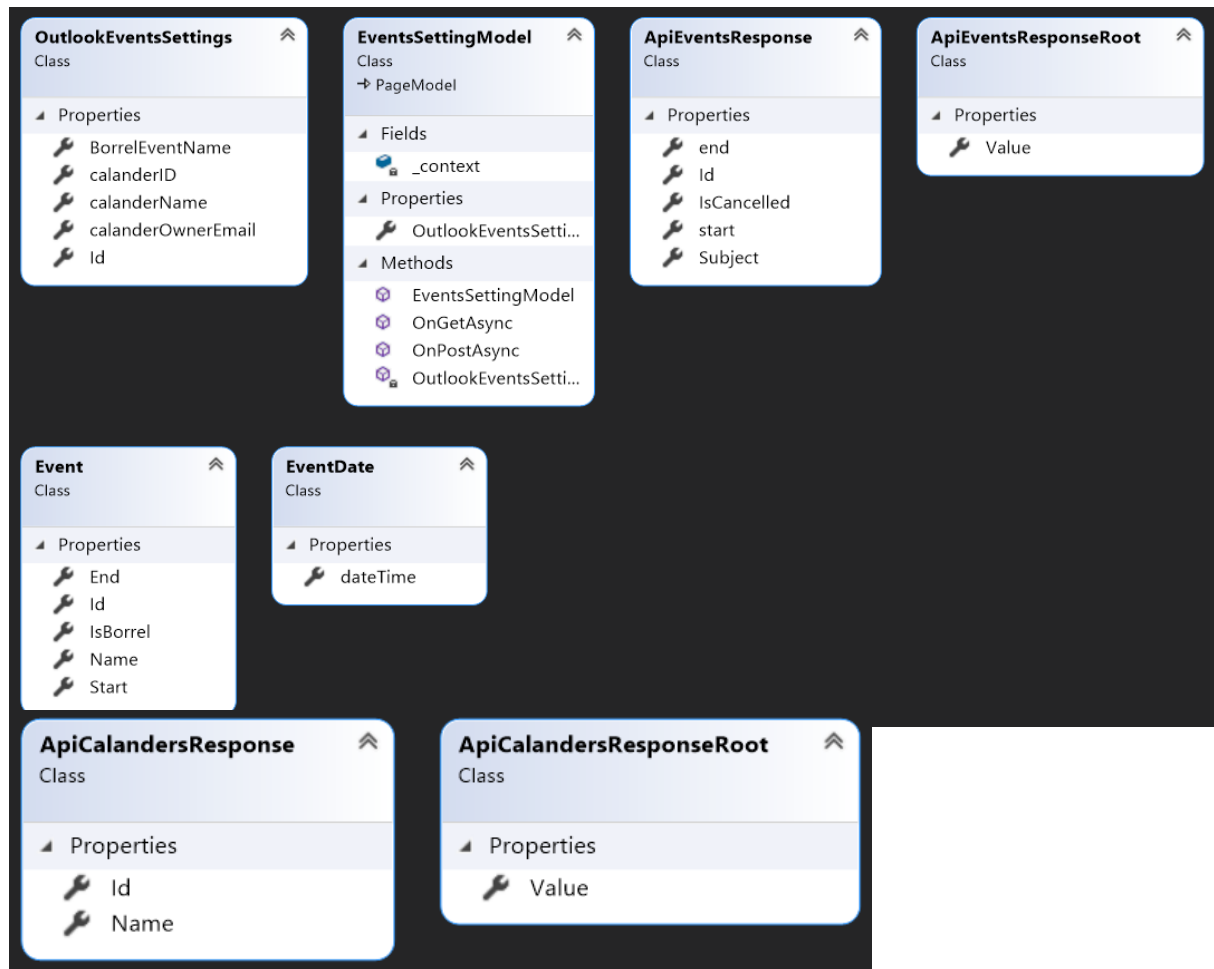 OutlookEventsSettings
Class
Properties
BorrelEventName
calanderID
calanderName
calanderOwnerEmail
Id
EventsSettingModel
Class
PageModel
Fields
_context
Properties
OutlookEventsSetti...
Methods
EventsSettingModel
OnGetAsync
OnPostAsync
OutlookEventsSetti...
ApiEventsResponse
Class
Properties
end
Id
IsCancelled
start
Subject
ApiEventsResponseRoot
Class
Properties
Value
Event
Class
Properties
End
Id
IsBorrel
Name
Start
EventDate
Class
Properties
dateTime
ApiCalandersResponse
Class
Properties
Id
Name
ApiCalandersResponseRoot
Class
Properties
Value